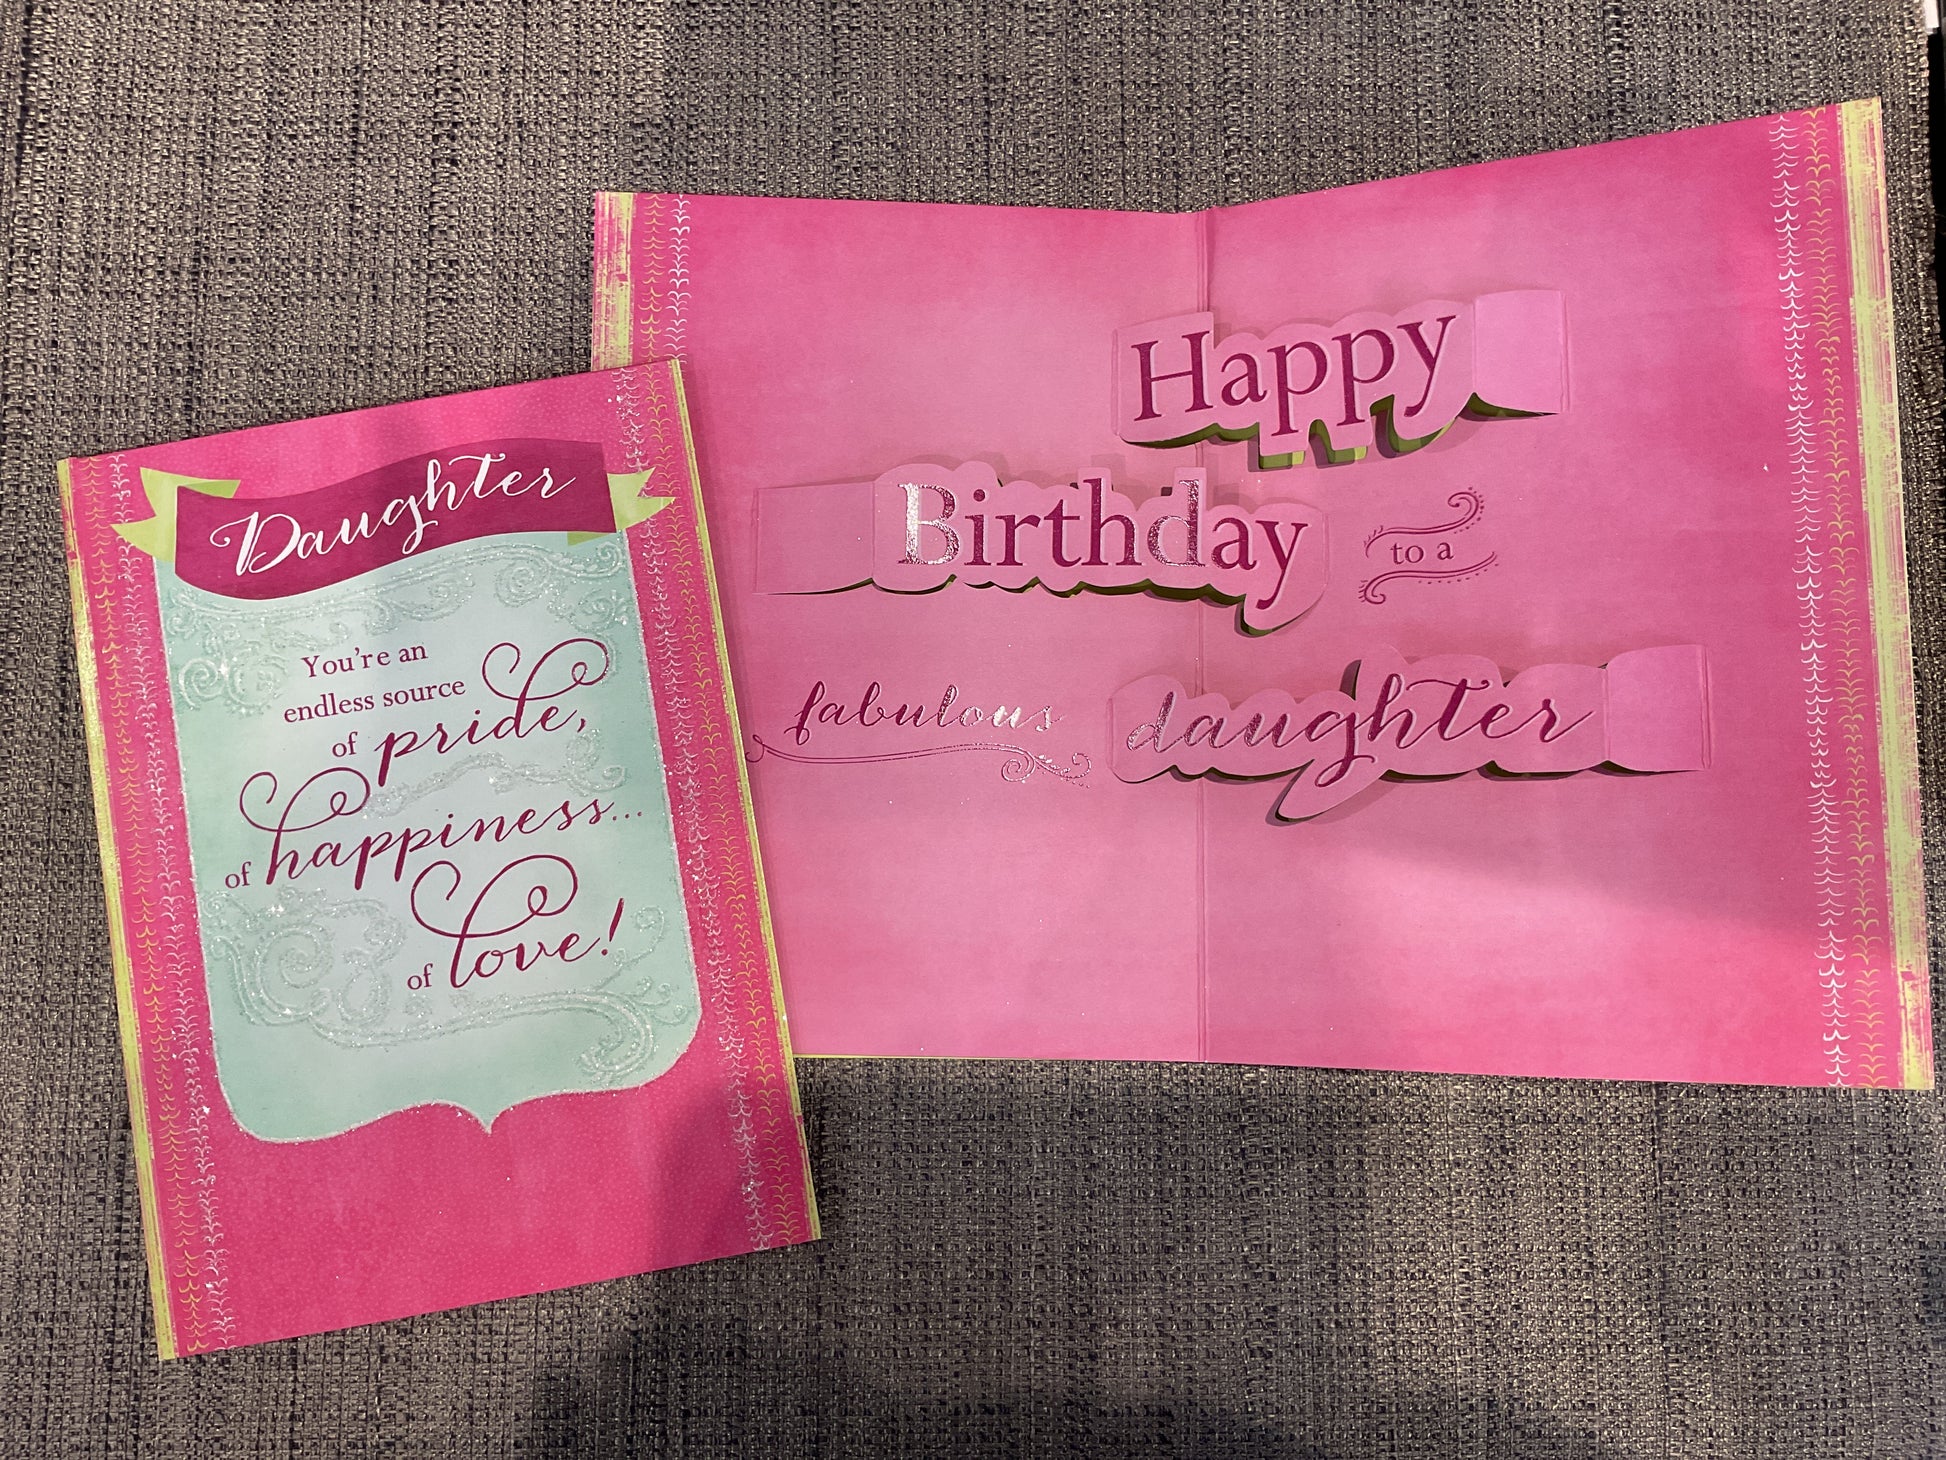 Daughter
You're an
endless source
of pride,
of happiness...
of love!
Happy
Birthday to a
fabulous daughter